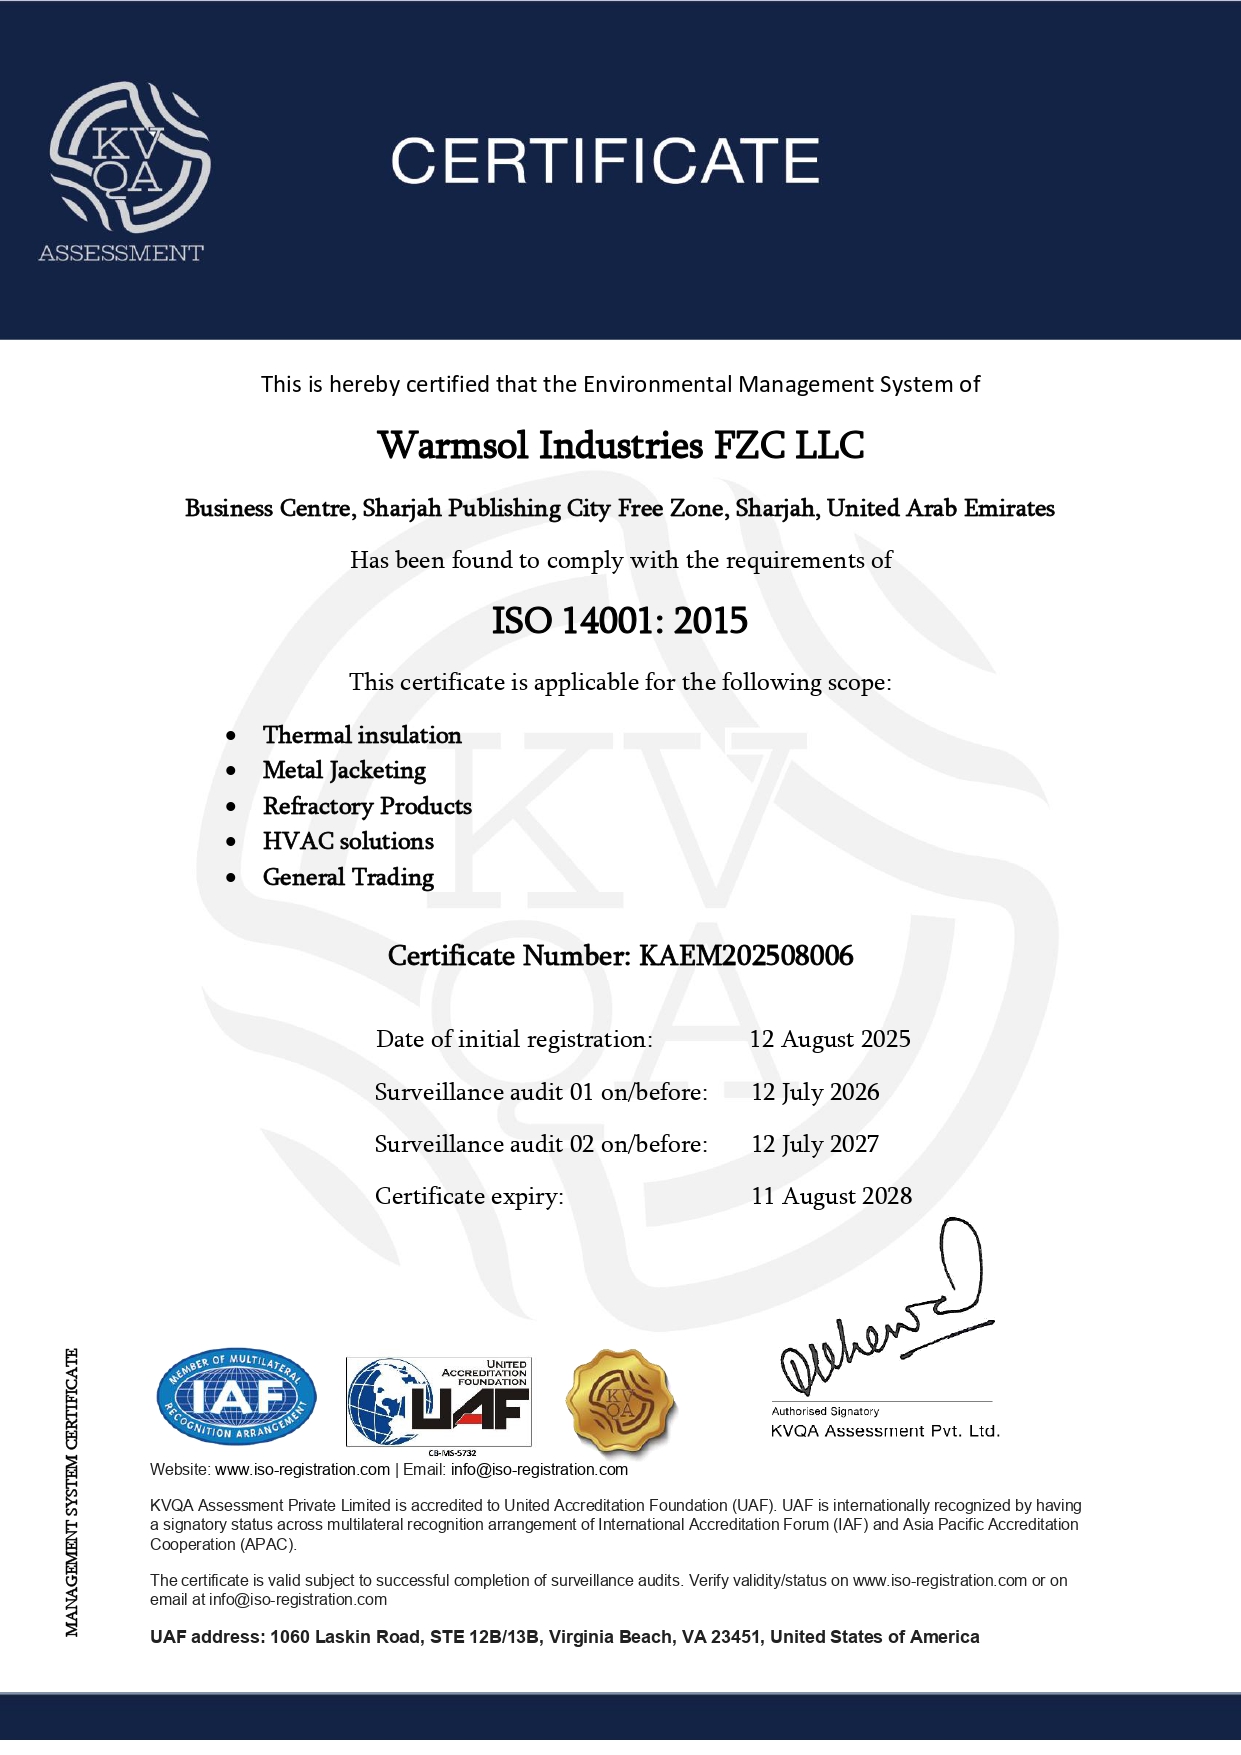 KV
QA
ASSESSMENT
CERTIFICATE
This is hereby certified that the Environmental Management System of
Warmsol Industries FZC LLC
Business Centre, Sharjah Publishing City Free Zone, Sharjah, United Arab Emirates
Has been found to comply with the requirements of
ISO 14001: 2015
This certificate is applicable for the following scope:
• Thermal insulation
• Metal Jacketing
• Refractory Products
• HVAC solutions
• General Trading
KV
QA
Certificate Number: KAEM202508006
Date of initial registration: 12 August 2025
Surveillance audit 01 on/before: 12 July 2026
Surveillance audit 02 on/before: 12 July 2027
Certificate expiry: 11 August 2028
MANAGEMENT SYSTEM CERTIFICATE
MEMBER OF MULTILATERAL
IAF
RECOGNITION ARRANGEMENT
UNITED
ACCREDITATION
FOUNDATION
UAF
CB-MS-5732
KV
QA
Authorised Signatory
KVQA Assessment Pvt. Ltd.
Website: www.iso-registration.com | Email: info@iso-registration.com
KVQA Assessment Private Limited is accredited to United Accreditation Foundation (UAF). UAF is internationally recognized by having
a signatory status across multilateral recognition arrangement of International Accreditation Forum (IAF) and Asia Pacific Accreditation
Cooperation (APAC).
The certificate is valid subject to successful completion of surveillance audits. Verify validity/status on www.iso-registration.com or on
email at info@iso-registration.com
UAF address: 1060 Laskin Road, STE 12B/13B, Virginia Beach, VA 23451, United States of America